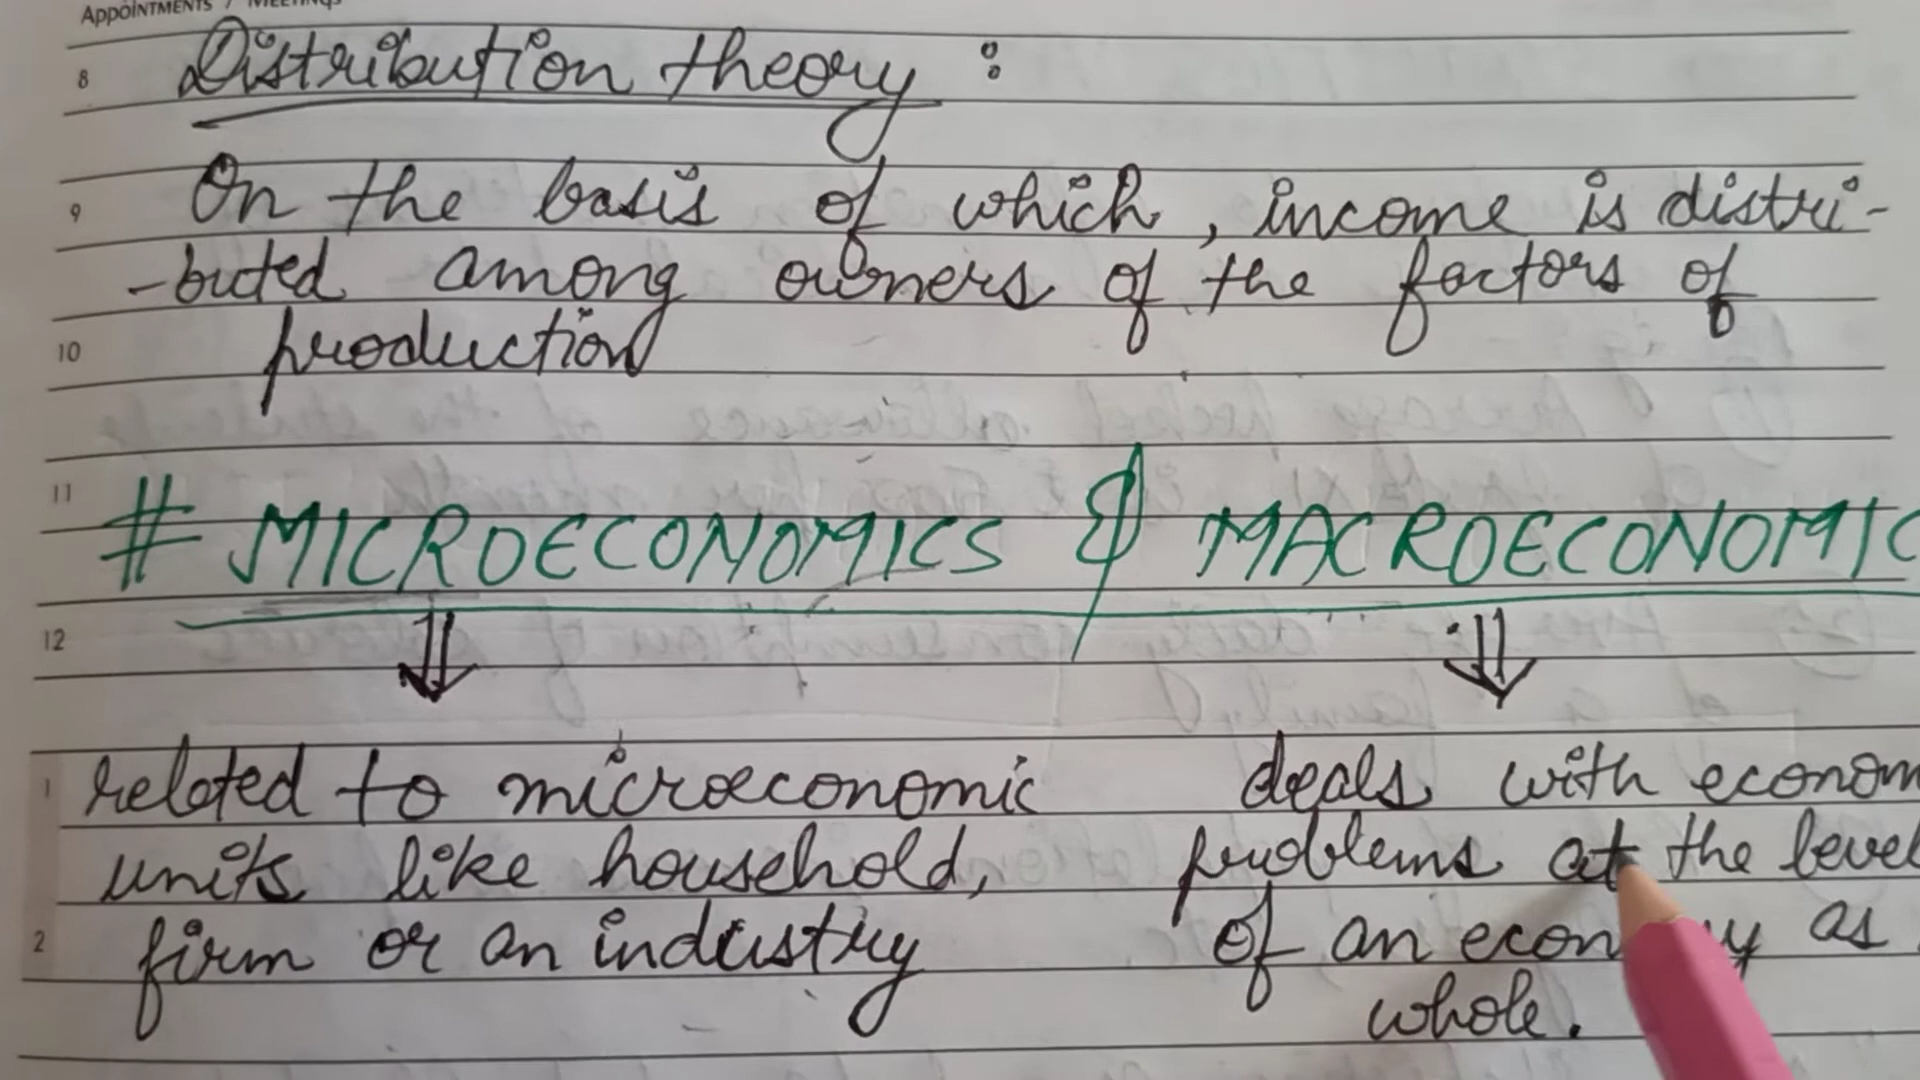 APPOINTMENTS / MEETINGS
8 Distribution theory :
9 On the basis of which, income is distri-
-buted among owners of the factors of
10 production
11 # MICROECONOMICS & MACROECONOMIC
12
1 related to microeconomic
units like household,
2 firm or an industry
deals with econom
problems at the level
of an economy as
whole.